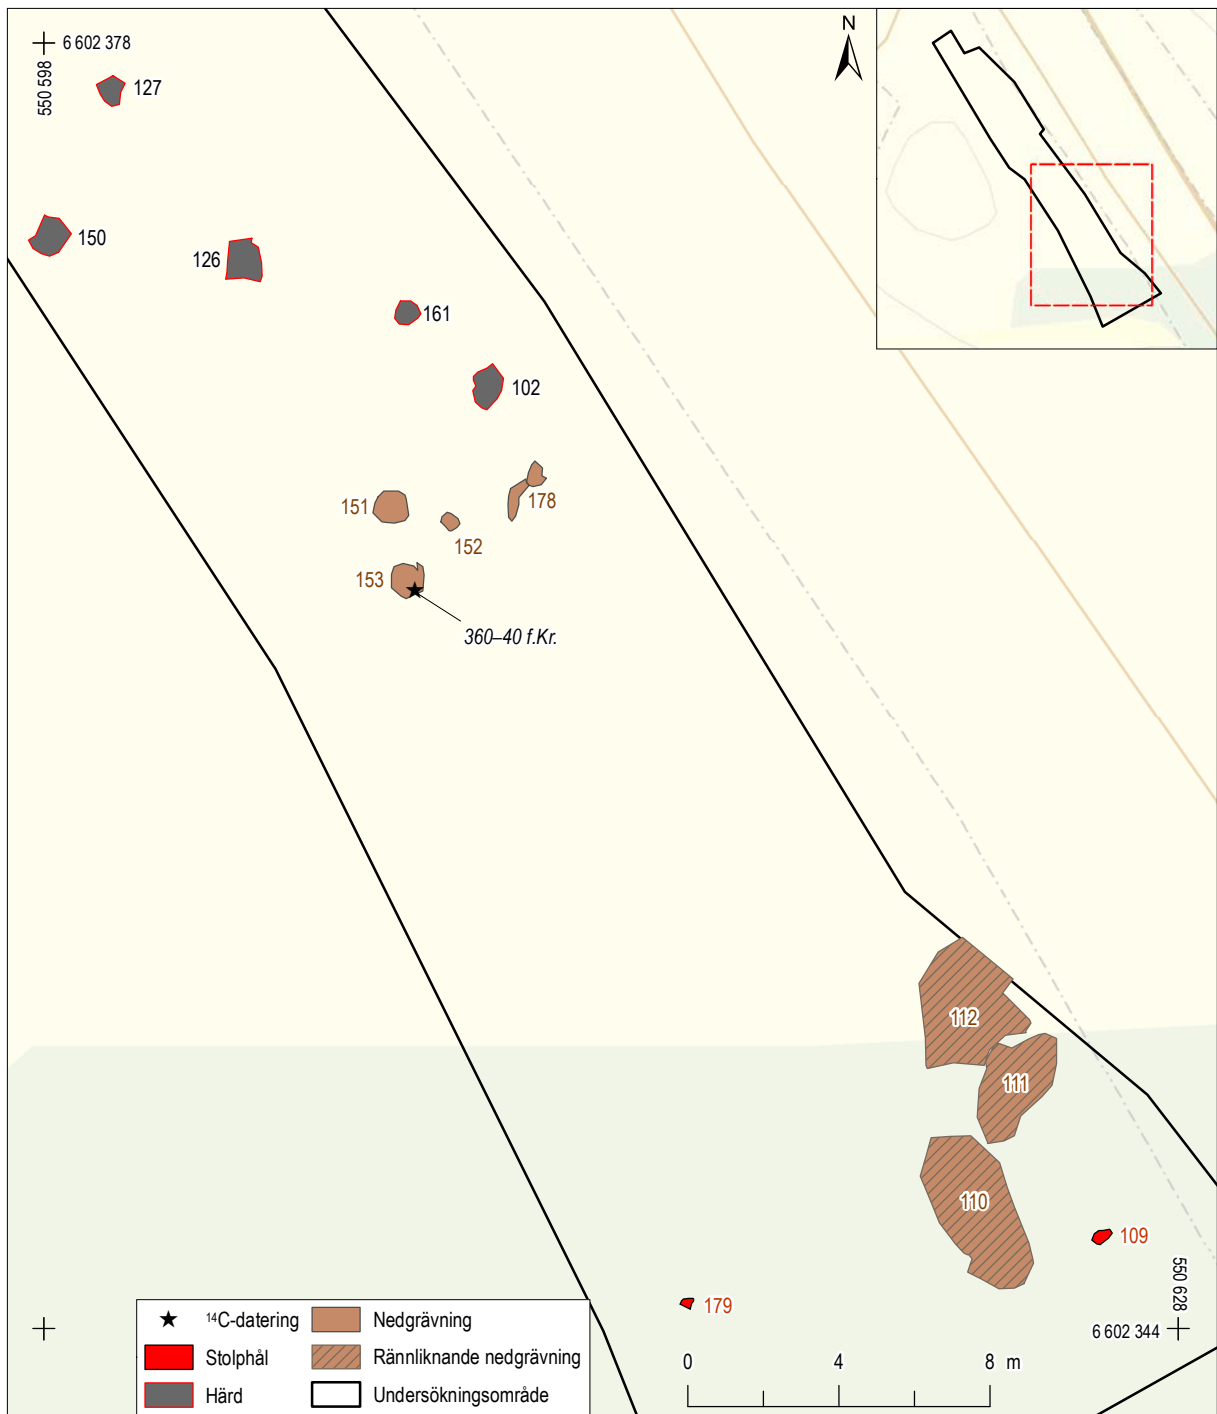 6 602 378
N
550 598
127
150
126
161
102
151
178
152
153
360–40 f.Kr.
112
111
110
109
179
550 628
6 602 344
¹⁴C-datering
Nedgrävning
Stolphål
Rännliknande nedgrävning
Härd
Undersökningsområde
0 4 8 m